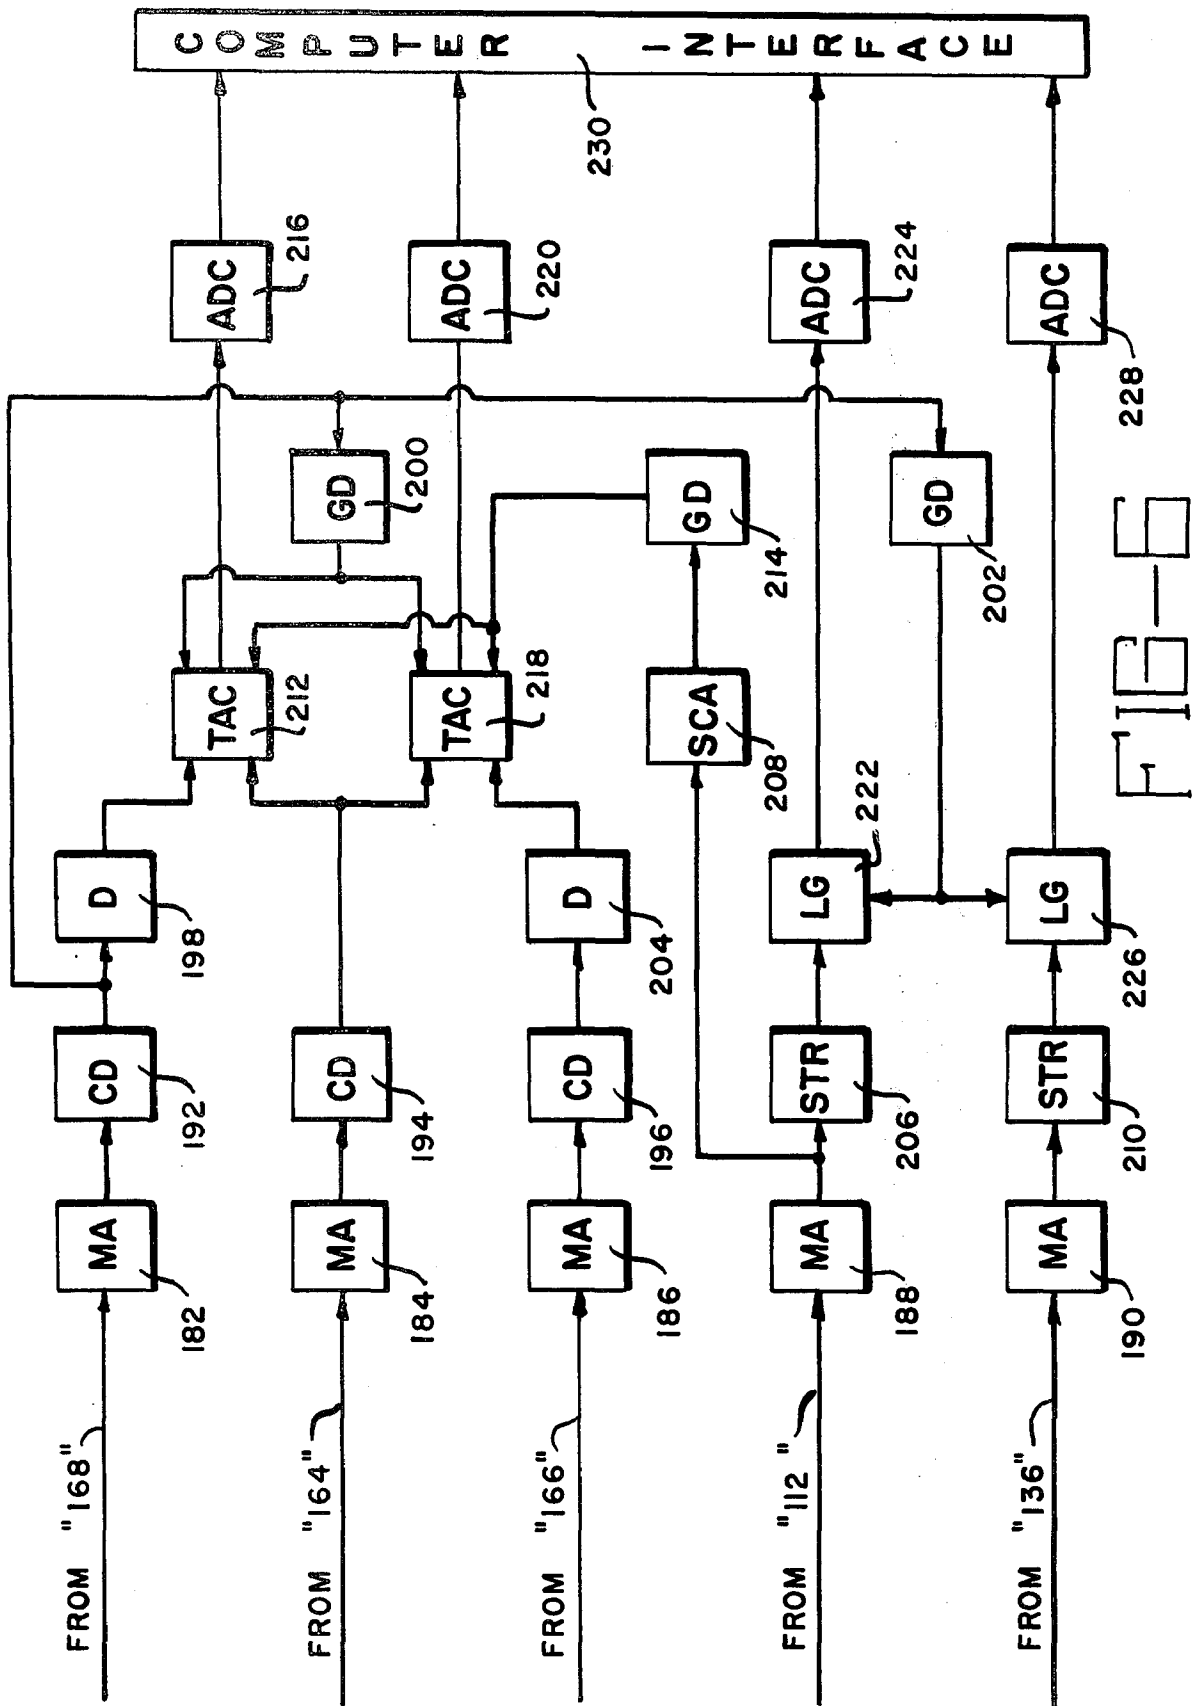 FROM "168"
MA
182
CD
192
D
198
FROM "164"
MA
184
CD
194
TAC
212
GD
200
ADC
216
FROM "166"
MA
186
CD
196
D
204
TAC
218
ADC
220
FROM "112"
MA
188
STR
206
SCA
208
GD
214
LG
222
ADC
224
GD
202
FROM "136"
MA
190
STR
210
LG
226
ADC
228
COMPUTER INTERFACE
230
FIG-6